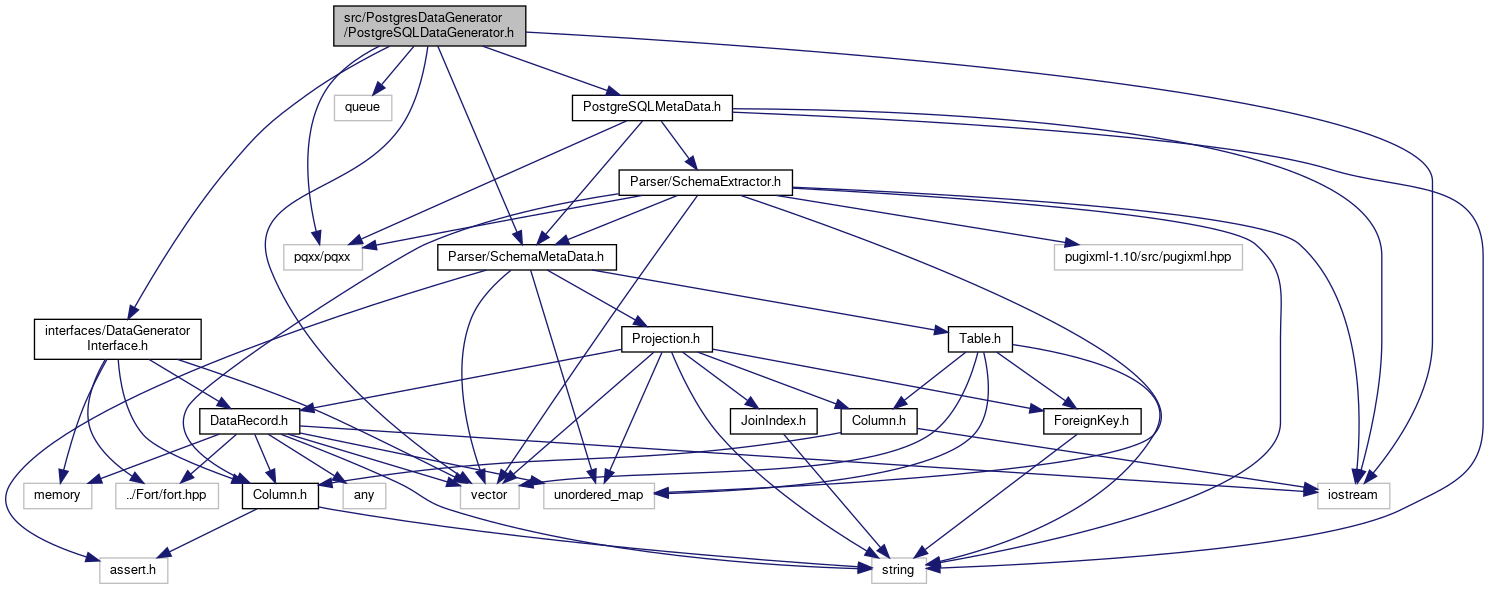 src/PostgresDataGenerator
/PostgreSQLDataGenerator.h
queue
PostgreSQLMetaData.h
Parser/SchemaExtractor.h
pqxx/pqxx
Parser/SchemaMetaData.h
pugixml-1.10/src/pugixml.hpp
interfaces/DataGenerator
Interface.h
Projection.h
Table.h
DataRecord.h
JoinIndex.h
Column.h
ForeignKey.h
memory
../Fort/fort.hpp
Column.h
any
vector
unordered_map
iostream
assert.h
string